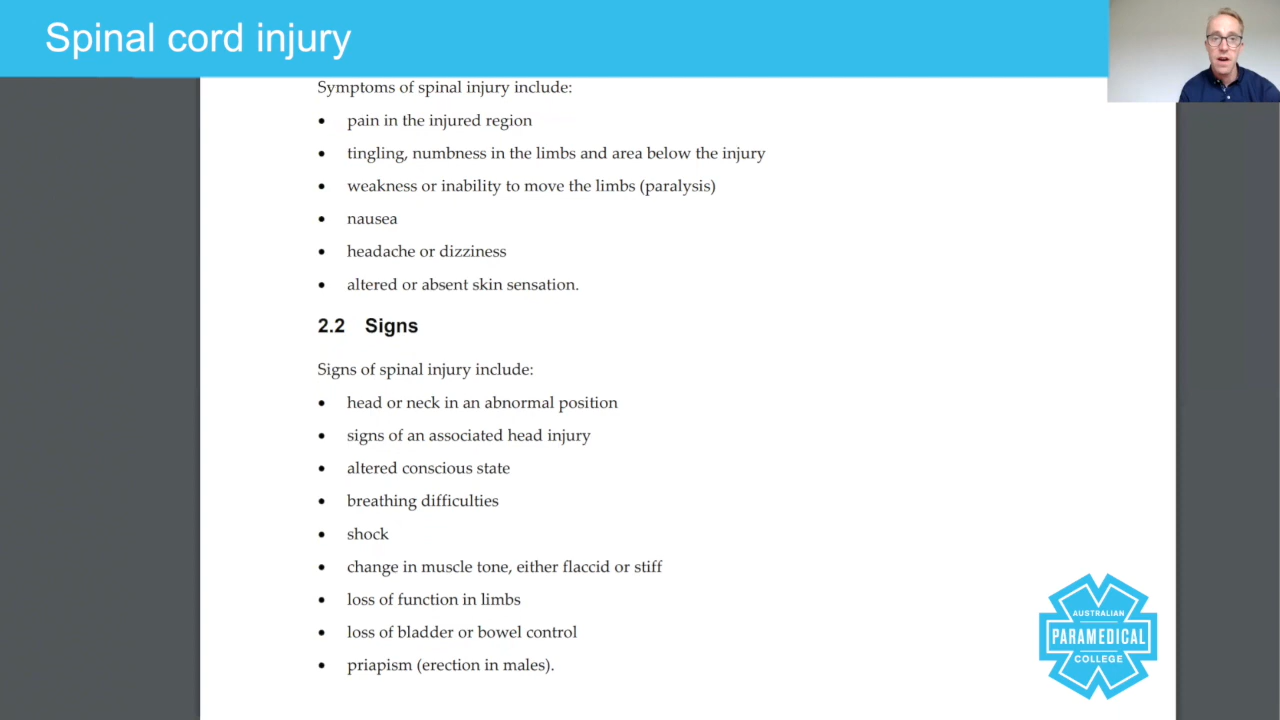 Spinal cord injury
Symptoms of spinal injury include:
• pain in the injured region
• tingling, numbness in the limbs and area below the injury
• weakness or inability to move the limbs (paralysis)
• nausea
• headache or dizziness
• altered or absent skin sensation.
2.2 Signs
Signs of spinal injury include:
• head or neck in an abnormal position
• signs of an associated head injury
• altered conscious state
• breathing difficulties
• shock
• change in muscle tone, either flaccid or stiff
• loss of function in limbs
• loss of bladder or bowel control
• priapism (erection in males).
AUSTRALIAN
PARAMEDICAL
COLLEGE